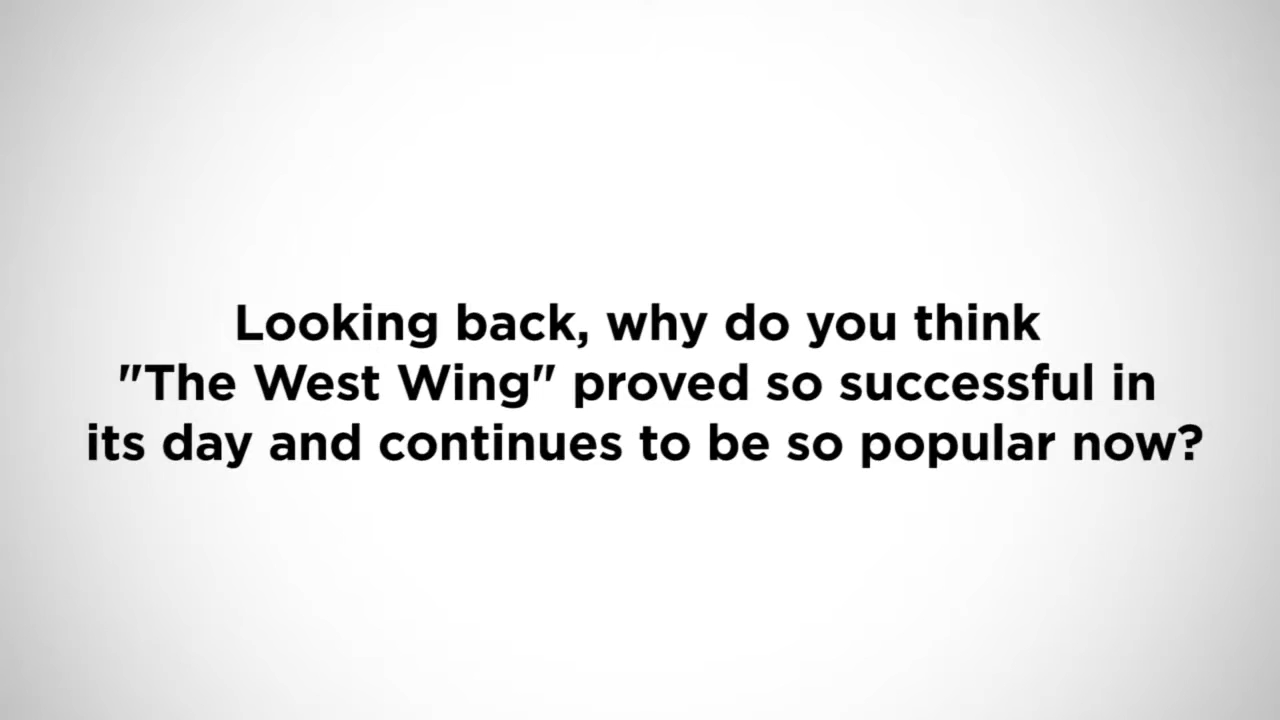 Looking back, why do you think
"The West Wing" proved so successful in
its day and continues to be so popular now?